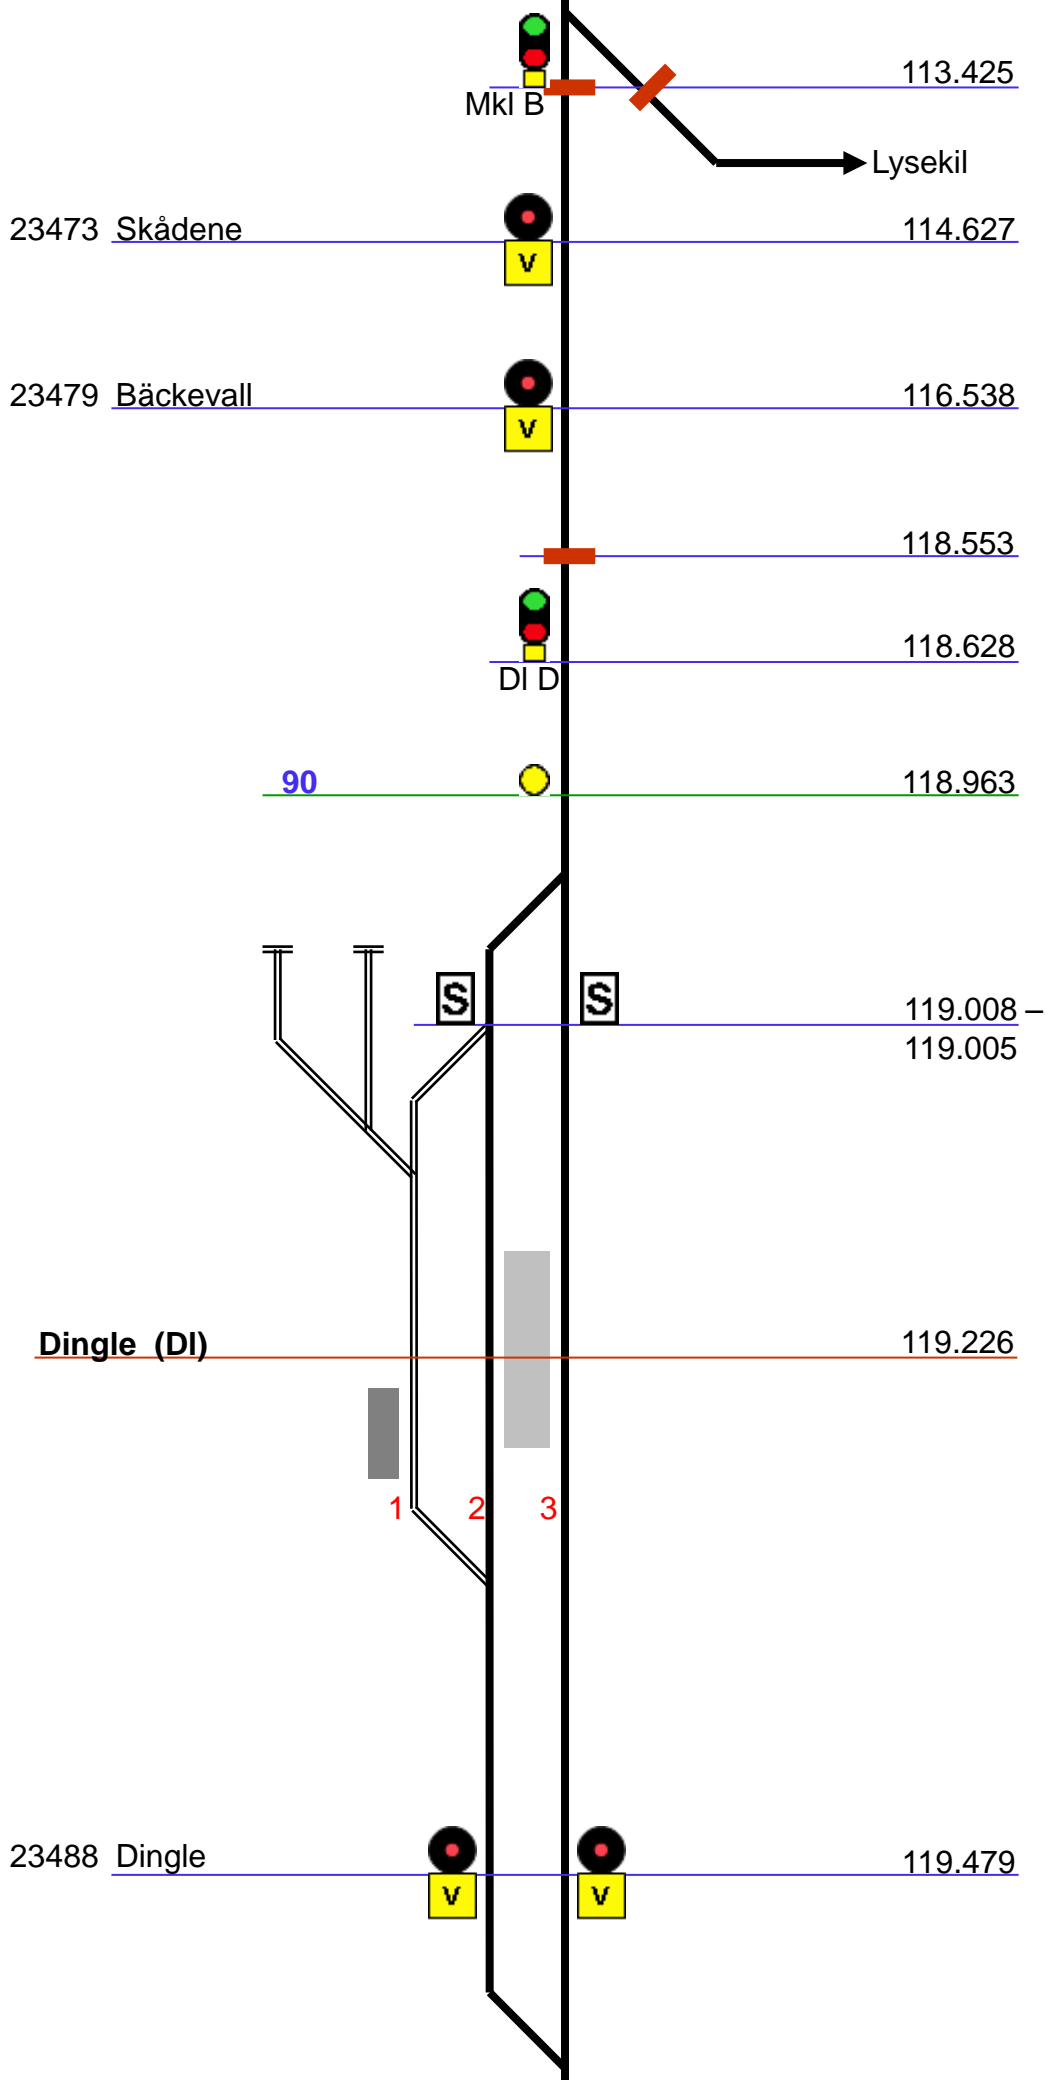 113.425
Mkl B
Lysekil
23473 Skådene 114.627
V
23479 Bäckevall 116.538
V
118.553
118.628
Dl D
90 118.963
S S 119.008 –
119.005
Dingle (Dl) 119.226
1 2 3
23488 Dingle 119.479
V V